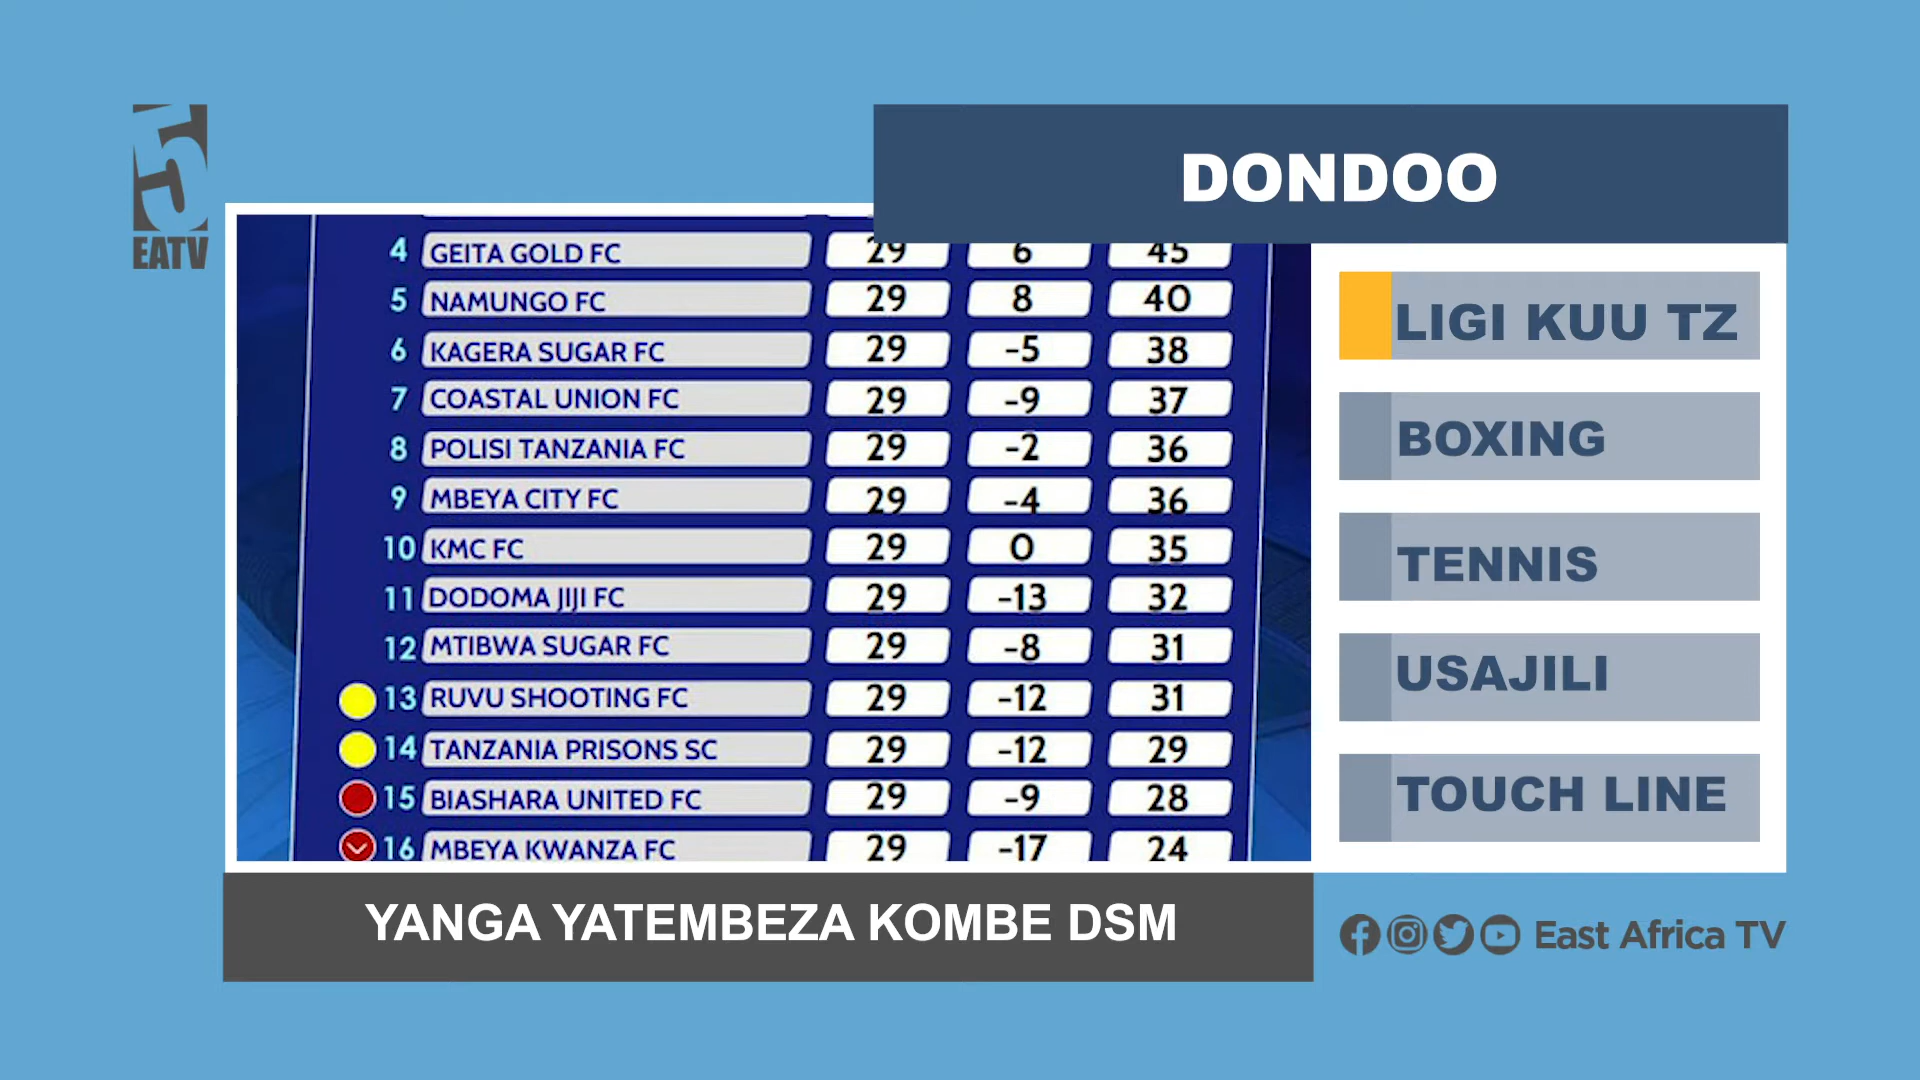 5
EATV
DONDOO
4 GEITA GOLD FC 29 6 45
5 NAMUNGO FC 29 8 40
6 KAGERA SUGAR FC 29 -5 38
7 COASTAL UNION FC 29 -9 37
8 POLISI TANZANIA FC 29 -2 36
9 MBEYA CITY FC 29 -4 36
10 KMC FC 29 0 35
11 DODOMA JIJI FC 29 -13 32
12 MTIBWA SUGAR FC 29 -8 31
13 RUVU SHOOTING FC 29 -12 31
14 TANZANIA PRISONS SC 29 -12 29
15 BIASHARA UNITED FC 29 -9 28
16 MBEYA KWANZA FC 29 -17 24
LIGI KUU TZ
BOXING
TENNIS
USAJILI
TOUCH LINE
YANGA YATEMBEZA KOMBE DSM
East Africa TV